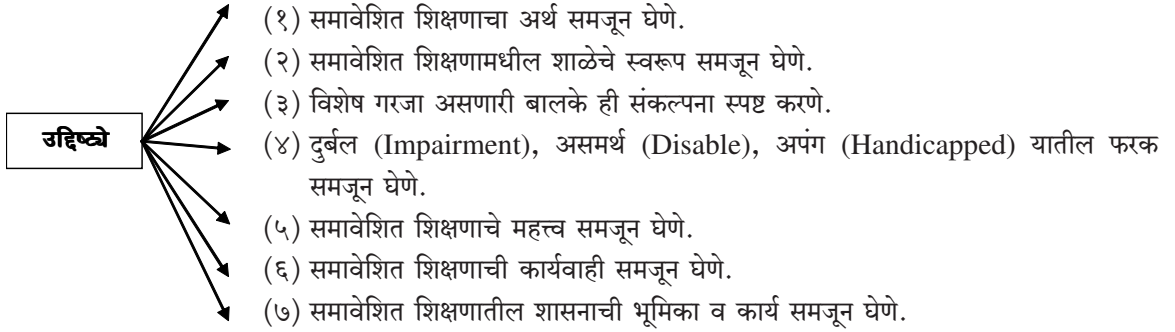 उद्दिष्ट्ये
(१) समावेशित शिक्षणाचा अर्थ समजून घेणे.
(२) समावेशित शिक्षणामधील शाळेचे स्वरूप समजून घेणे.
(३) विशेष गरजा असणारी बालके ही संकल्पना स्पष्ट करणे.
(४) दुर्बल (Impairment), असमर्थ (Disable), अपंग (Handicapped) यातील फरक
समजून घेणे.
(५) समावेशित शिक्षणाचे महत्त्व समजून घेणे.
(६) समावेशित शिक्षणाची कार्यवाही समजून घेणे.
(७) समावेशित शिक्षणातील शासनाची भूमिका व कार्य समजून घेणे.